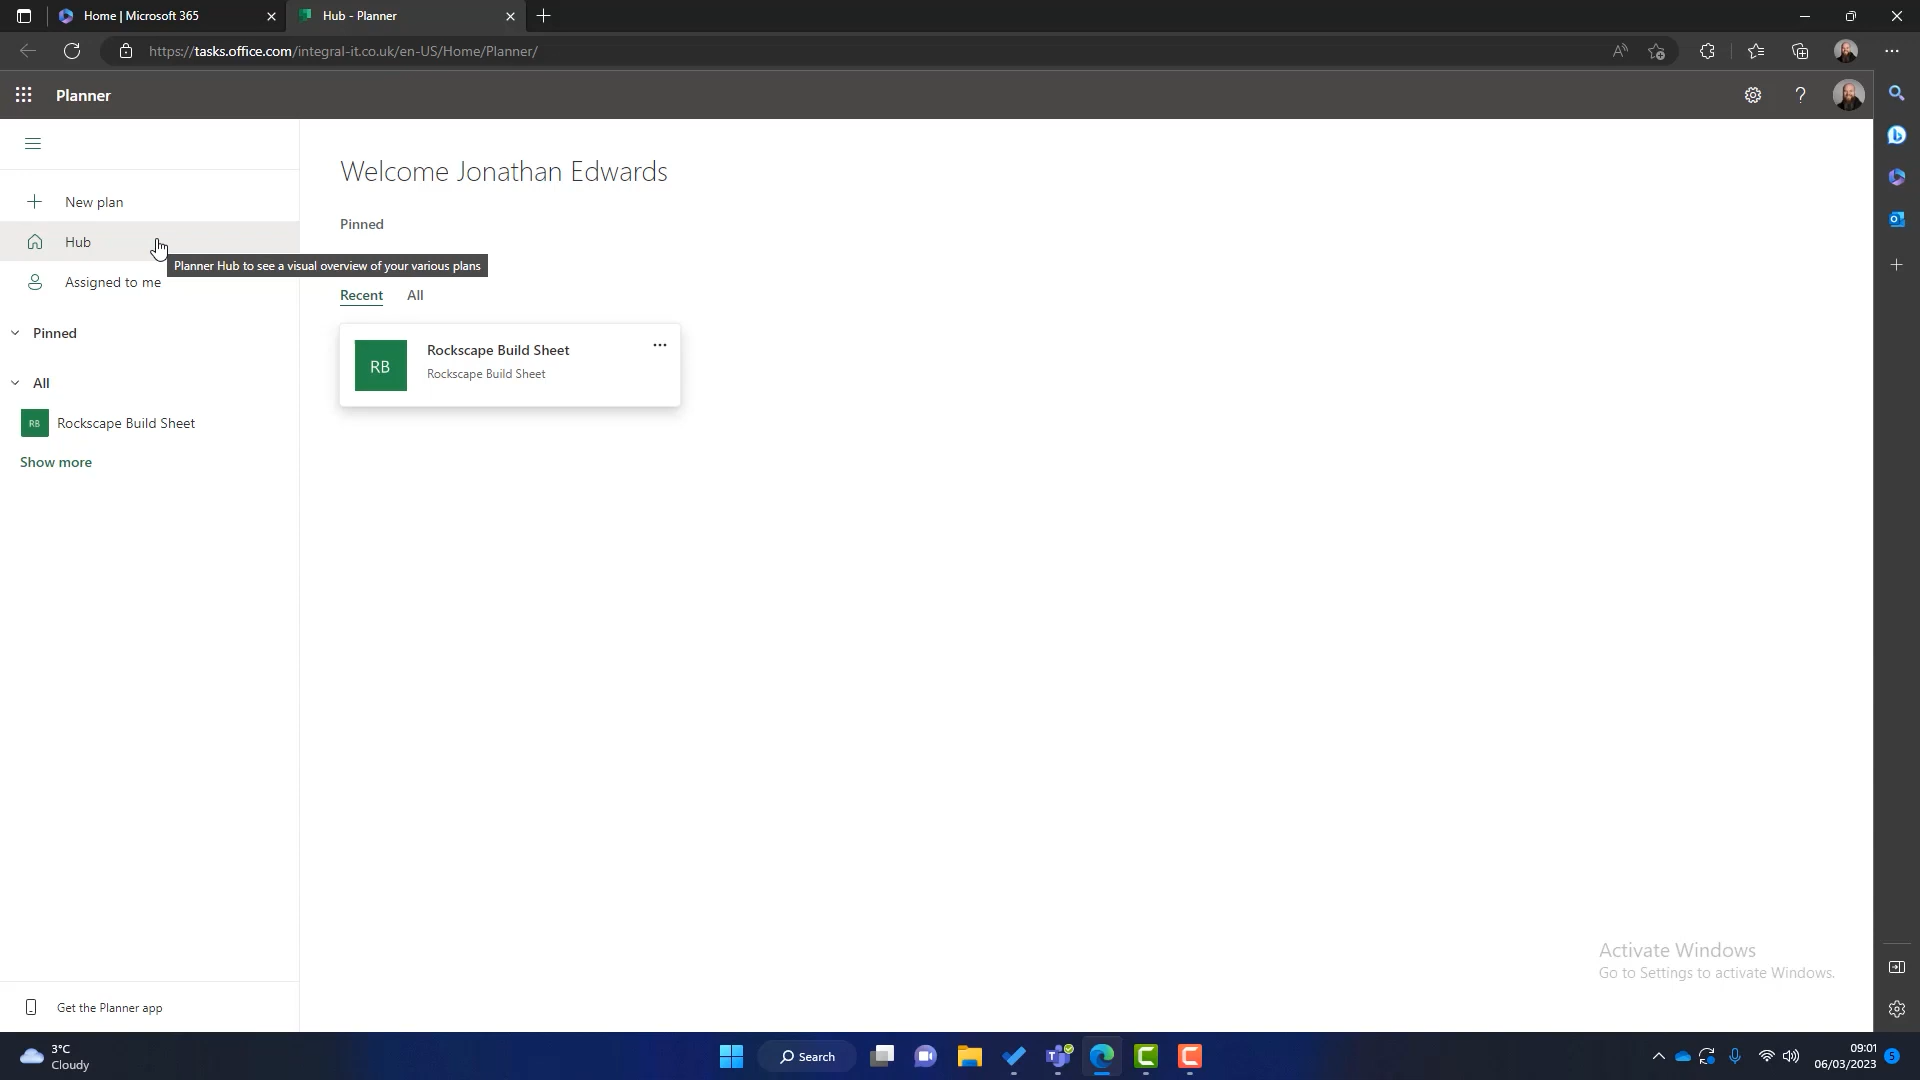 Home | Microsoft 365
Hub - Planner
https://tasks.office.com/integral-it.co.uk/en-US/Home/Planner/
Planner
?
New plan
Hub
Assigned to me
Pinned
All
RB
Rockscape Build Sheet
Show more
Get the Planner app
Welcome Jonathan Edwards
Pinned
Planner Hub to see a visual overview of your various plans
Recent
All
RB
Rockscape Build Sheet
Rockscape Build Sheet
Activate Windows
Go to Settings to activate Windows.
3°C
Cloudy
Search
09:01
06/03/2023
5